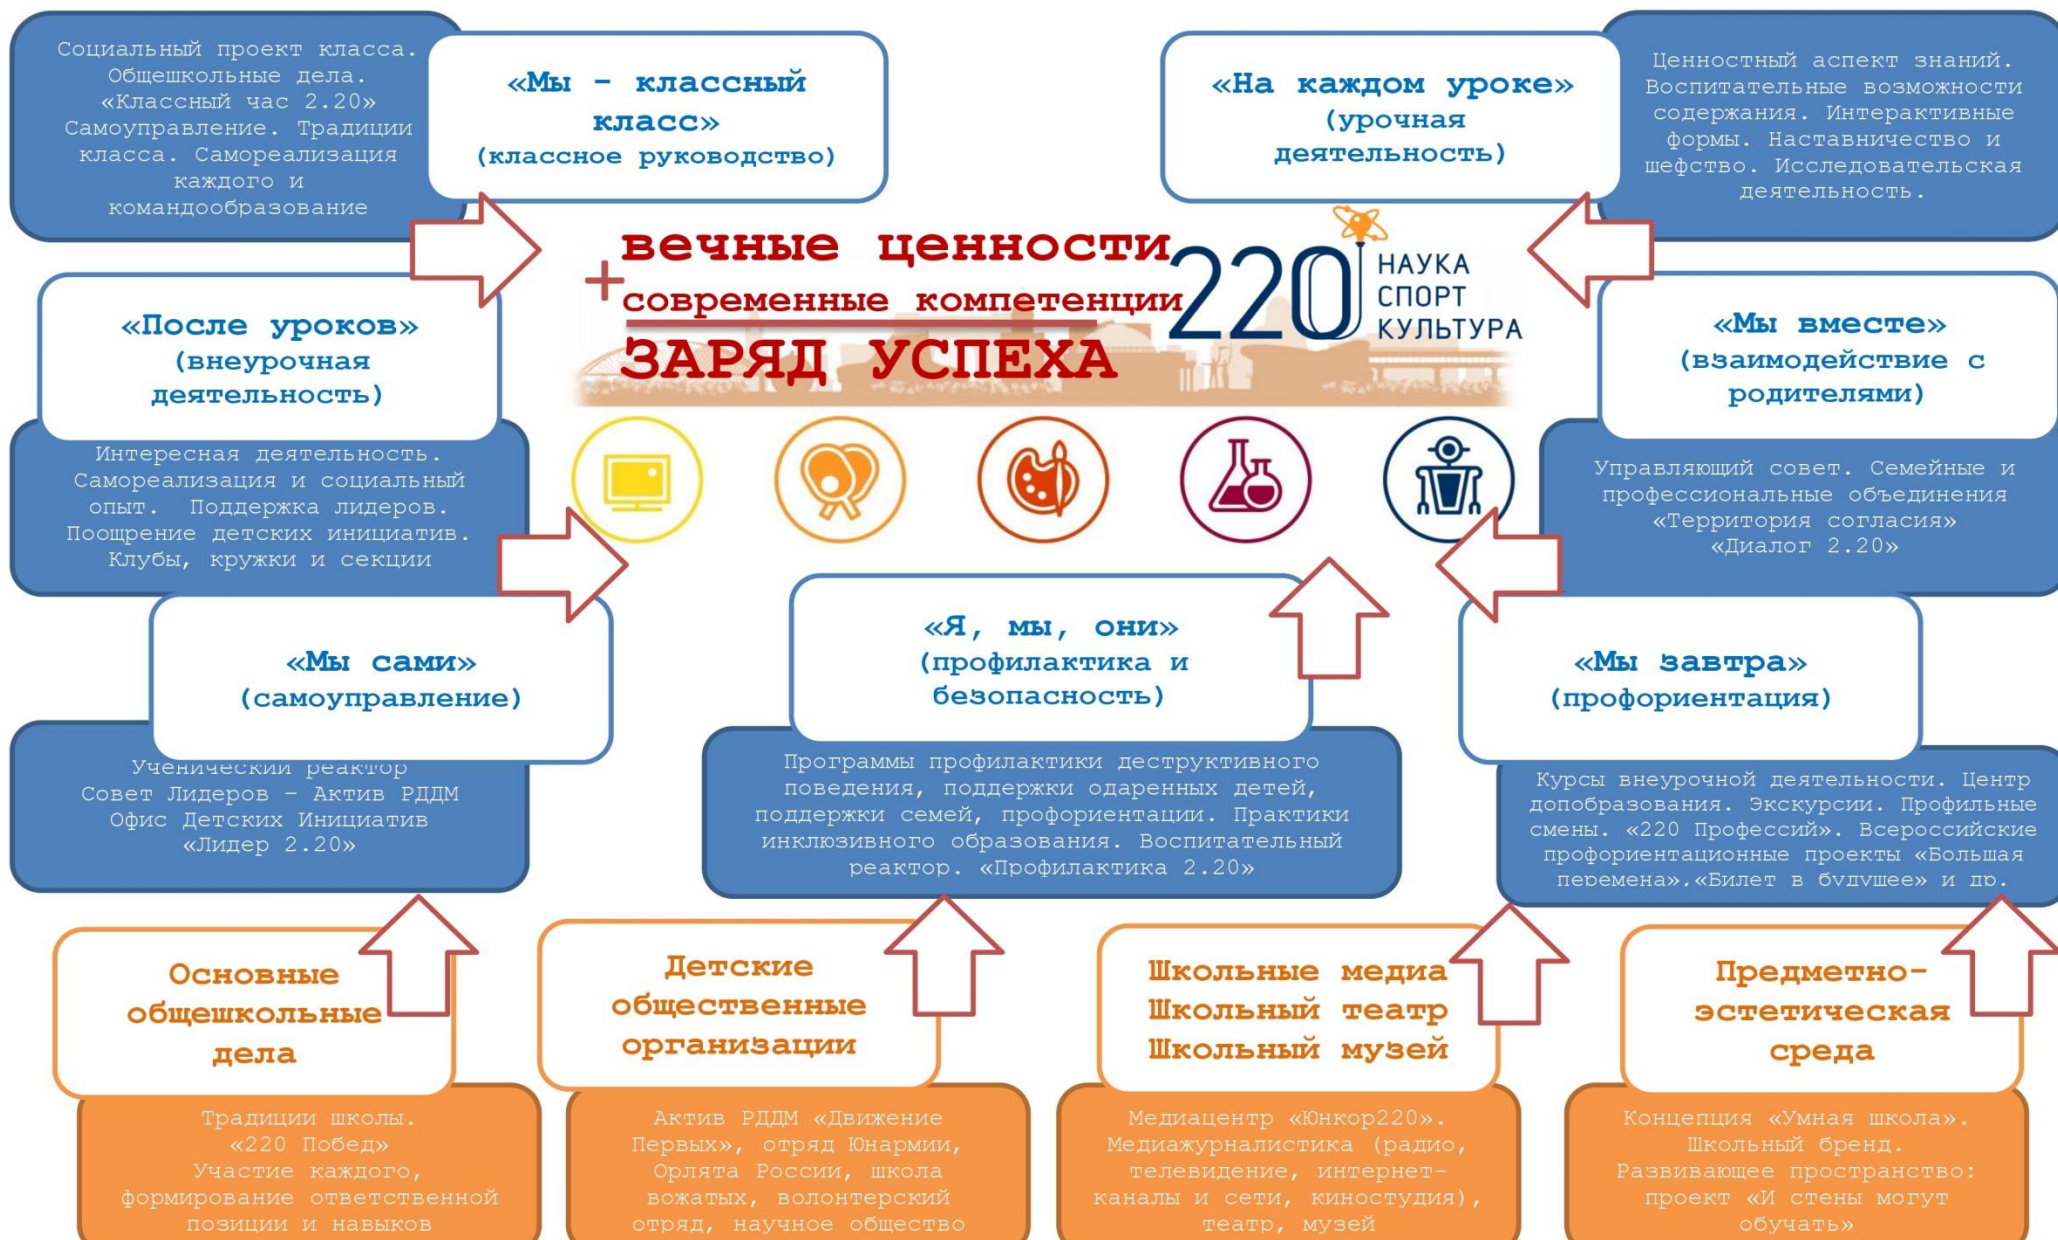 Социальный проект класса.
Общешкольные дела.
«Классный час 2.20»
Самоуправление. Традиции
класса. Самореализация
каждого и
командообразование
«Мы – классный
класс»
(классное руководство)
«На каждом уроке»
(урочная
деятельность)
Ценностный аспект знаний.
Воспитательные возможности
содержания. Интерактивные
формы. Наставничество и
шефство. Исследовательская
деятельность.
вечные ценности
+
современные компетенции
ЗАРЯД УСПЕХА
220
НАУКА
СПОРТ
КУЛЬТУРА
«После уроков»
(внеурочная
деятельность)
Интересная деятельность.
Самореализация и социальный
опыт. Поддержка лидеров.
Поощрение детских инициатив.
Клубы, кружки и секции
«Мы вместе»
(взаимодействие с
родителями)
Управляющий совет. Семейные и
профессиональные объединения
«Территория согласия»
«Диалог 2.20»
«Мы сами»
(самоуправление)
Ученический реактор
Совет Лидеров – Актив РДДМ
Офис Детских Инициатив
«Лидер 2.20»
«Я, мы, они»
(профилактика и
безопасность)
Программы профилактики деструктивного
поведения, поддержки одаренных детей,
поддержки семей, профориентации. Практики
инклюзивного образования. Воспитательный
реактор. «Профилактика 2.20»
«Мы завтра»
(профориентация)
Курсы внеурочной деятельности. Центр
допобразования. Экскурсии. Профильные
смены. «220 Профессий». Всероссийские
профориентационные проекты «Большая
перемена»,«Билет в будущее» и др.
Основные
общешкольные
дела
Традиции школы.
«220 Побед»
Участие каждого,
формирование ответственной
позиции и навыков
Детские
общественные
организации
Актив РДДМ «Движение
Первых», отряд Юнармии,
Орлята России, школа
вожатых, волонтерский
отряд, научное общество
Школьные медиа
Школьный театр
Школьный музей
Медиацентр «Юнкор220».
Медиажурналистика (радио,
телевидение, интернет-
каналы и сети, киностудия),
театр, музей
Предметно-
эстетическая
среда
Концепция «Умная школа».
Школьный бренд.
Развивающее пространство:
проект «И стены могут
обучать»